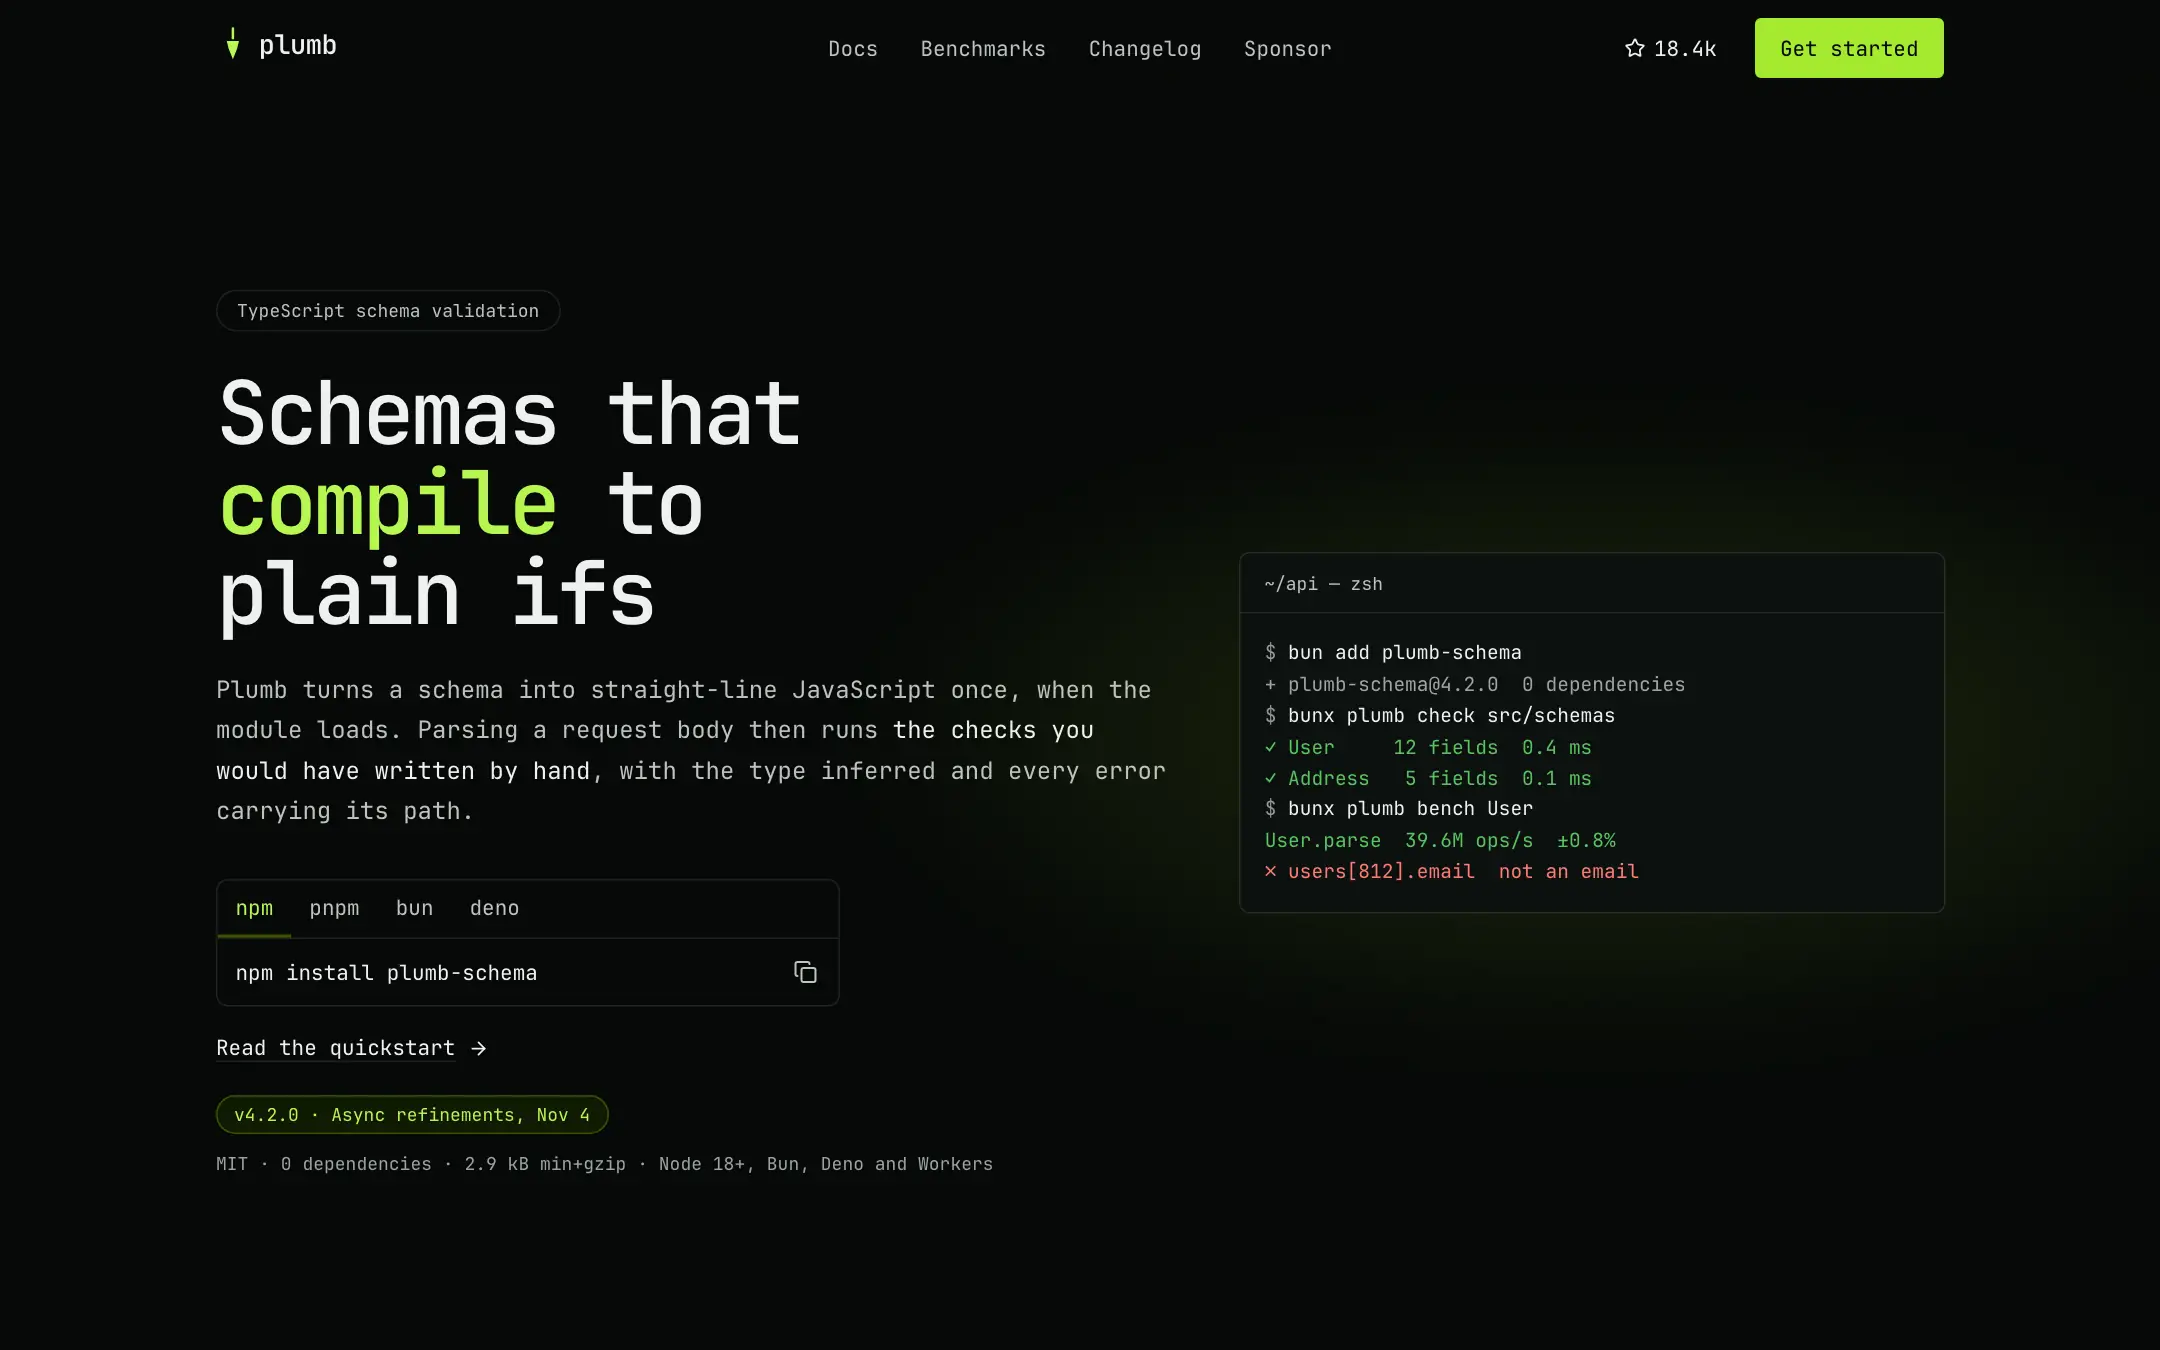 plumb
Docs
Benchmarks
Changelog
Sponsor
18.4k
Get started
TypeScript schema validation
Schemas that
compile to
plain ifs
Plumb turns a schema into straight-line JavaScript once, when the
module loads. Parsing a request body then runs the checks you
would have written by hand, with the type inferred and every error
carrying its path.
npm
pnpm
bun
deno
npm install plumb-schema
Read the quickstart →
v4.2.0 · Async refinements, Nov 4
MIT · 0 dependencies · 2.9 kB min+gzip · Node 18+, Bun, Deno and Workers
~/api — zsh
$ bun add plumb-schema
+ plumb-schema@4.2.0  0 dependencies
$ bunx plumb check src/schemas
✓ User     12 fields  0.4 ms
✓ Address   5 fields  0.1 ms
$ bunx plumb bench User
User.parse  39.6M ops/s  ±0.8%
✕ users[812].email  not an email